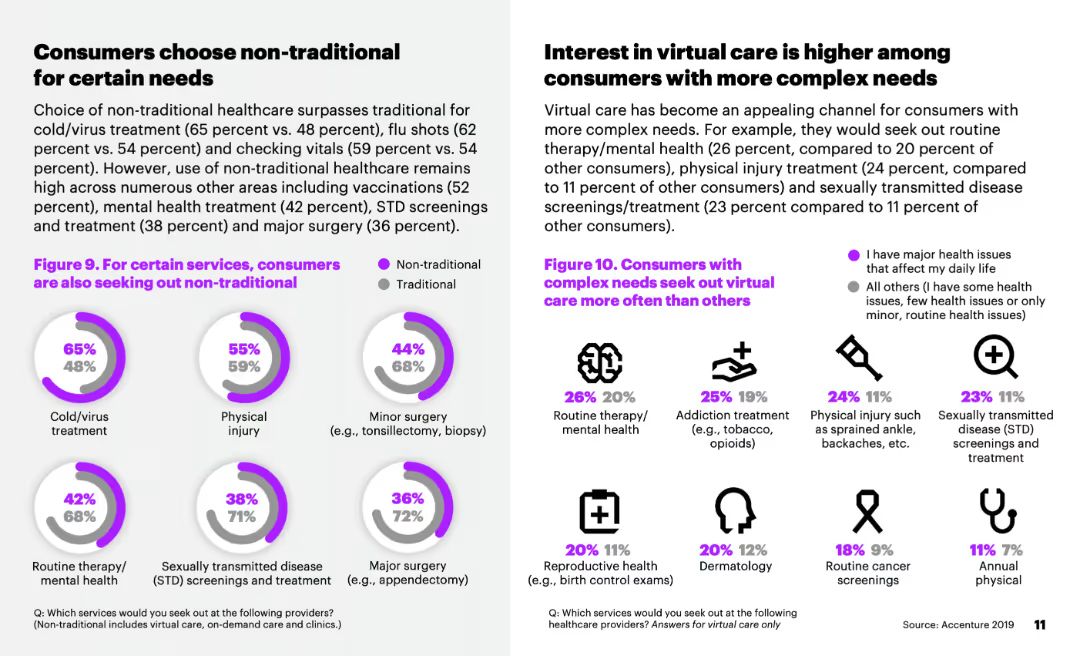 Consumers choose non-traditional
for certain needs
Choice of non-traditional healthcare surpasses traditional for
cold/virus treatment (65 percent vs. 48 percent), flu shots (62
percent vs. 54 percent) and checking vitals (59 percent vs. 54
percent). However, use of non-traditional healthcare remains
high across numerous other areas including vaccinations (52
percent), mental health treatment (42 percent), STD screenings
and treatment (38 percent) and major surgery (36 percent).
Figure 9. For certain services, consumers
are also seeking out non-traditional
Non-traditional
Traditional
65%
48%
Cold/virus
treatment
55%
59%
Physical
injury
44%
68%
Minor surgery
(e.g., tonsillectomy, biopsy)
42%
68%
Routine therapy/
mental health
38%
71%
Sexually transmitted disease
(STD) screenings and treatment
36%
72%
Major surgery
(e.g., appendectomy)
Q: Which services would you seek out at the following providers?
(Non-traditional includes virtual care, on-demand care and clinics.)
Interest in virtual care is higher among
consumers with more complex needs
Virtual care has become an appealing channel for consumers with
more complex needs. For example, they would seek out routine
therapy/mental health (26 percent, compared to 20 percent of
other consumers), physical injury treatment (24 percent, compared
to 11 percent of other consumers) and sexually transmitted disease
screenings/treatment (23 percent compared to 11 percent of
other consumers).
Figure 10. Consumers with
complex needs seek out virtual
care more often than others
I have major health issues
that affect my daily life
All others (I have some health
issues, few health issues or only
minor, routine health issues)
26% 20%
Routine therapy/
mental health
25% 19%
Addiction treatment
(e.g., tobacco,
opioids)
24% 11%
Physical injury such
as sprained ankle,
backaches, etc.
23% 11%
Sexually transmitted
disease (STD)
screenings and
treatment
20% 11%
Reproductive health
(e.g., birth control exams)
20% 12%
Dermatology
18% 9%
Routine cancer
screenings
11% 7%
Annual
physical
Q: Which services would you seek out at the following
healthcare providers? Answers for virtual care only
Source: Accenture 2019 11